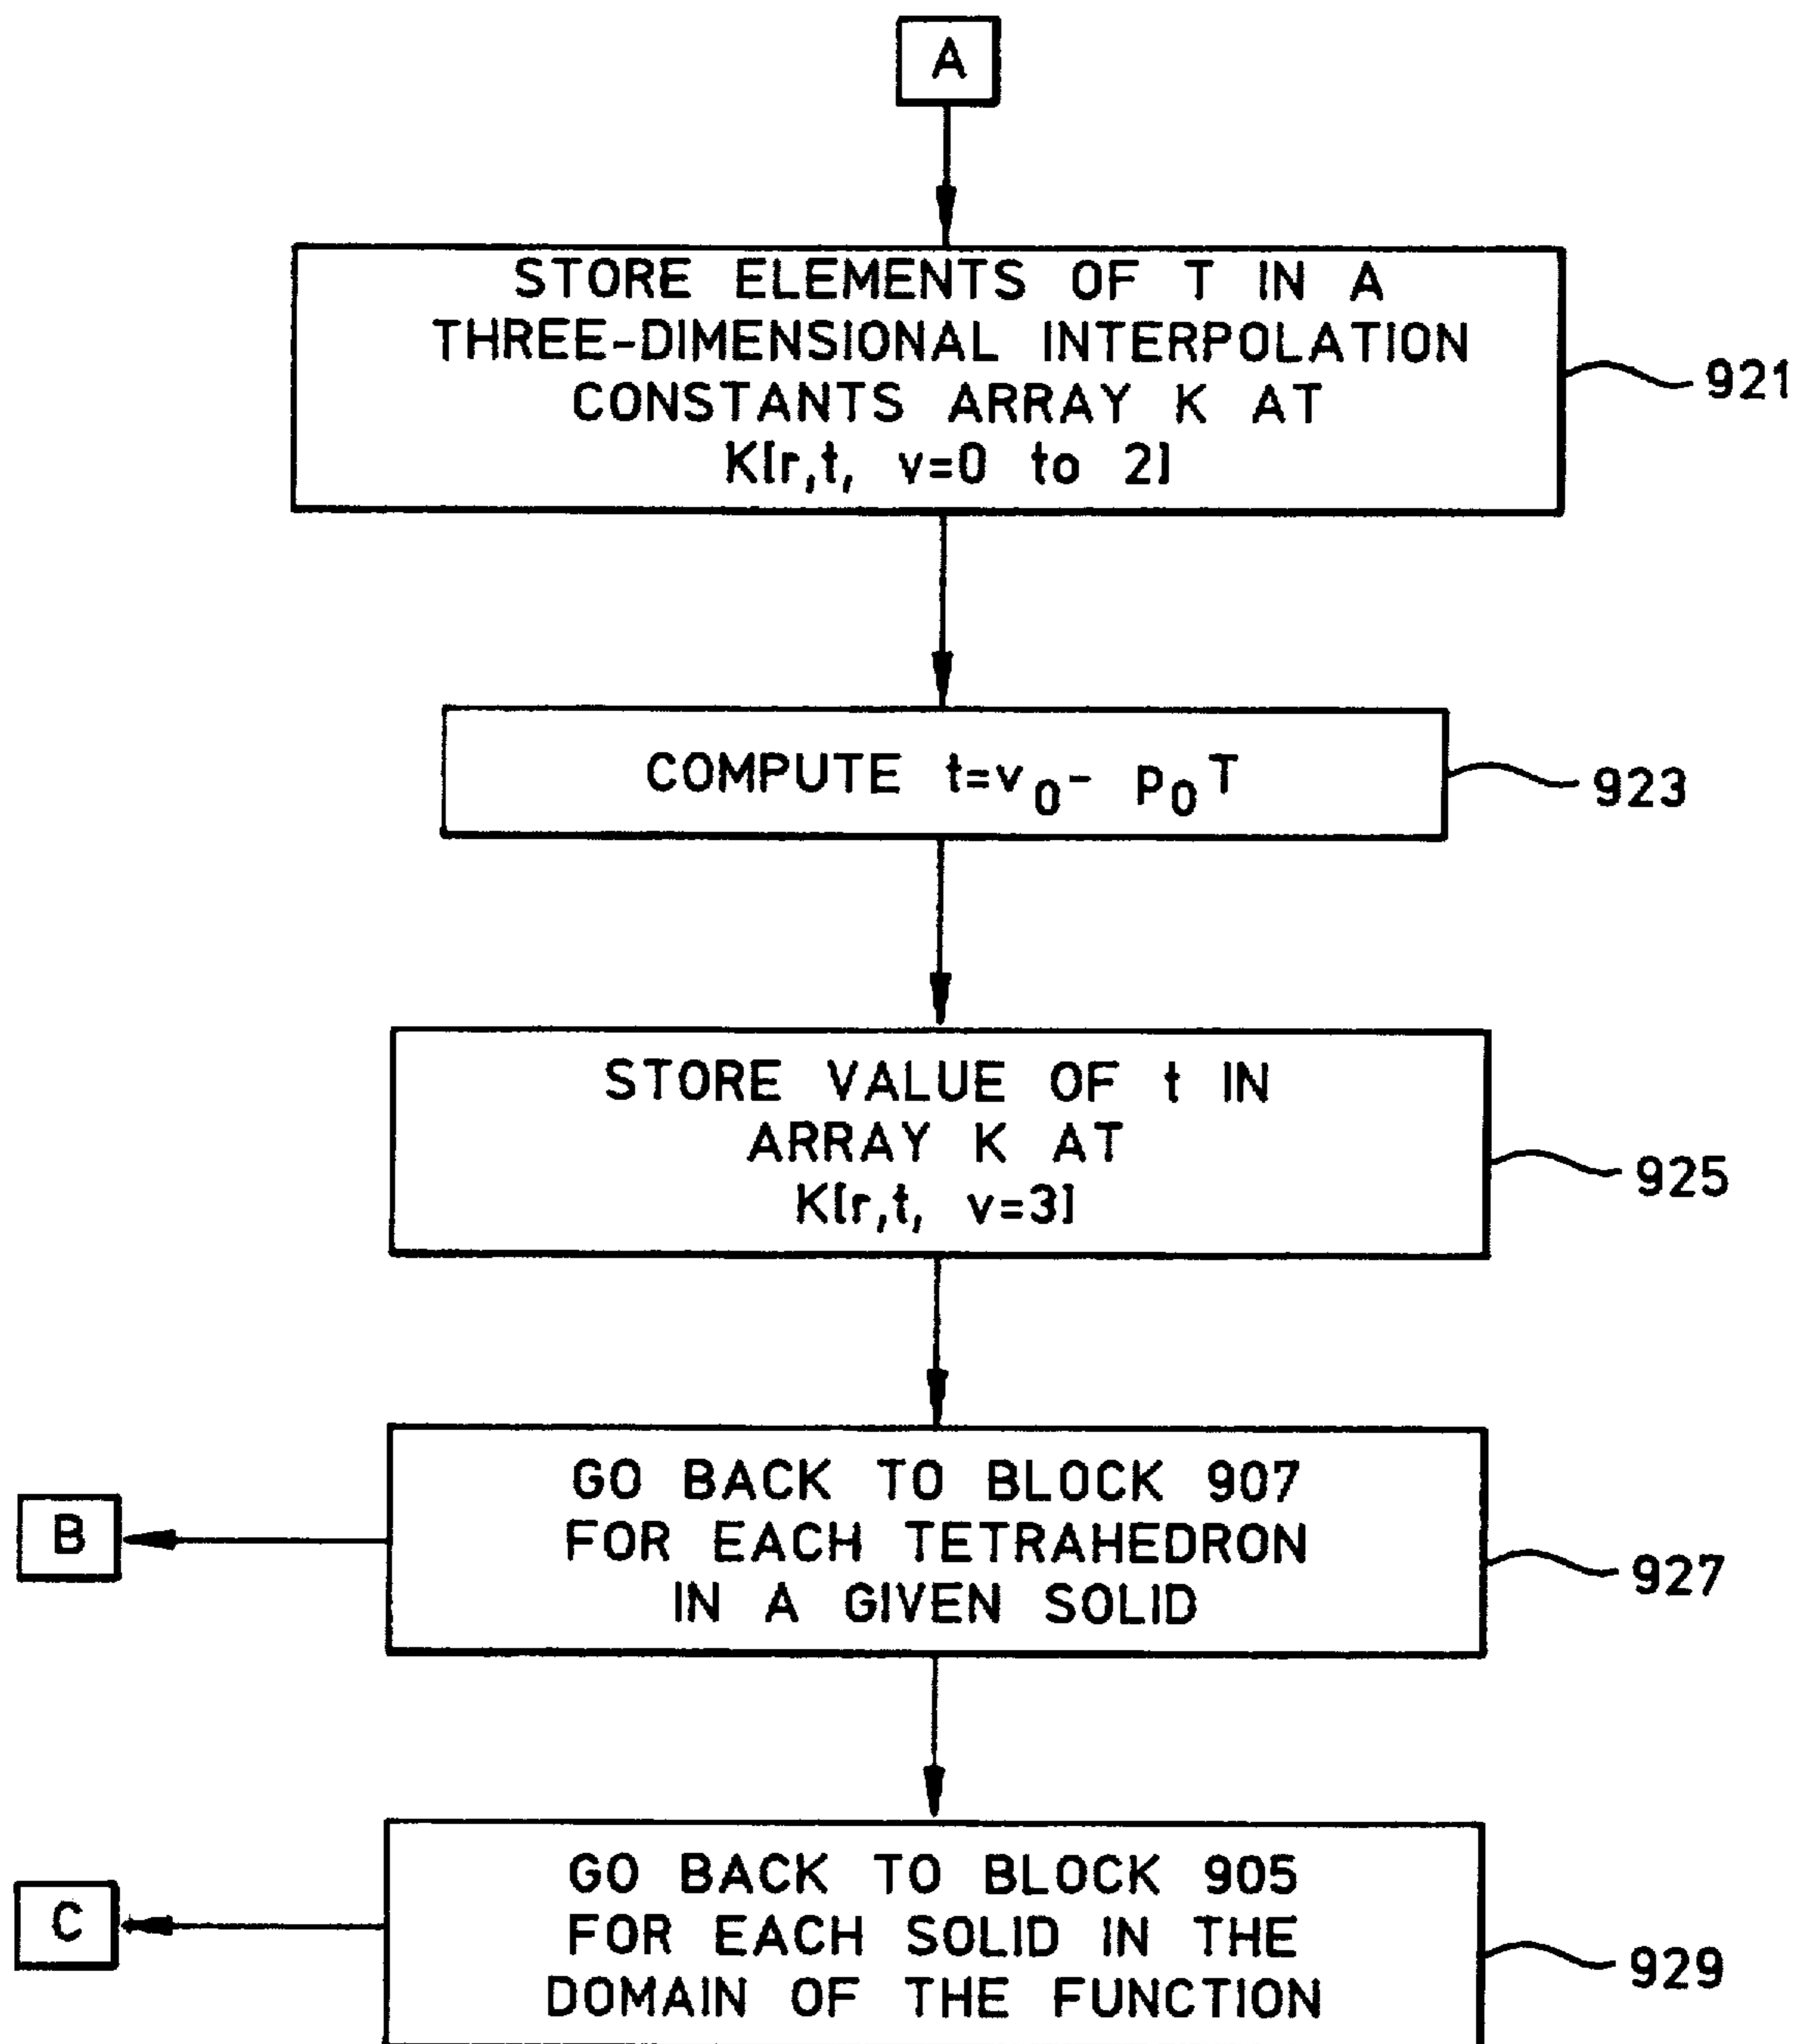 A
STORE ELEMENTS OF T IN A
THREE-DIMENSIONAL INTERPOLATION
CONSTANTS ARRAY K AT
K[r,t, v=0 to 2]
921
COMPUTE t=v₀- p₀T
923
STORE VALUE OF t IN
ARRAY K AT
K[r,t, v=3]
925
GO BACK TO BLOCK 907
FOR EACH TETRAHEDRON
IN A GIVEN SOLID
927
B
GO BACK TO BLOCK 905
FOR EACH SOLID IN THE
DOMAIN OF THE FUNCTION
929
C